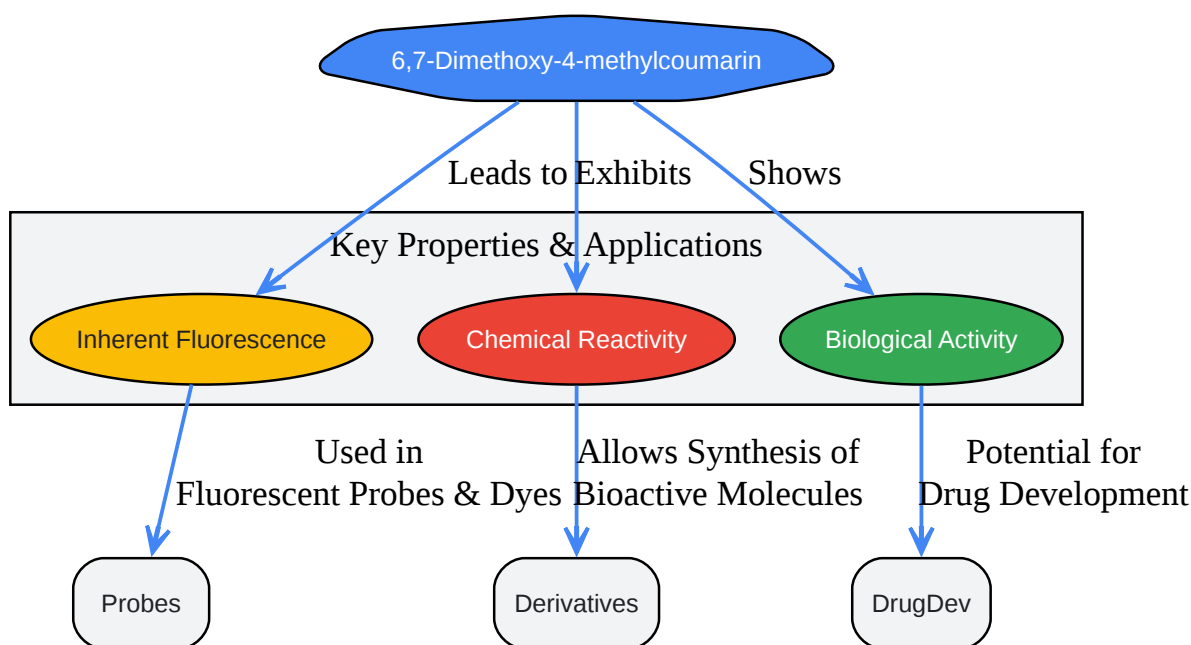 6,7-Dimethoxy-4-methylcoumarin
Leads to
Exhibits
Shows
Key Properties & Applications
Inherent Fluorescence
Chemical Reactivity
Biological Activity
Used in
Fluorescent Probes & Dyes
Allows Synthesis of
Bioactive Molecules
Potential for
Drug Development
Probes
Derivatives
DrugDev